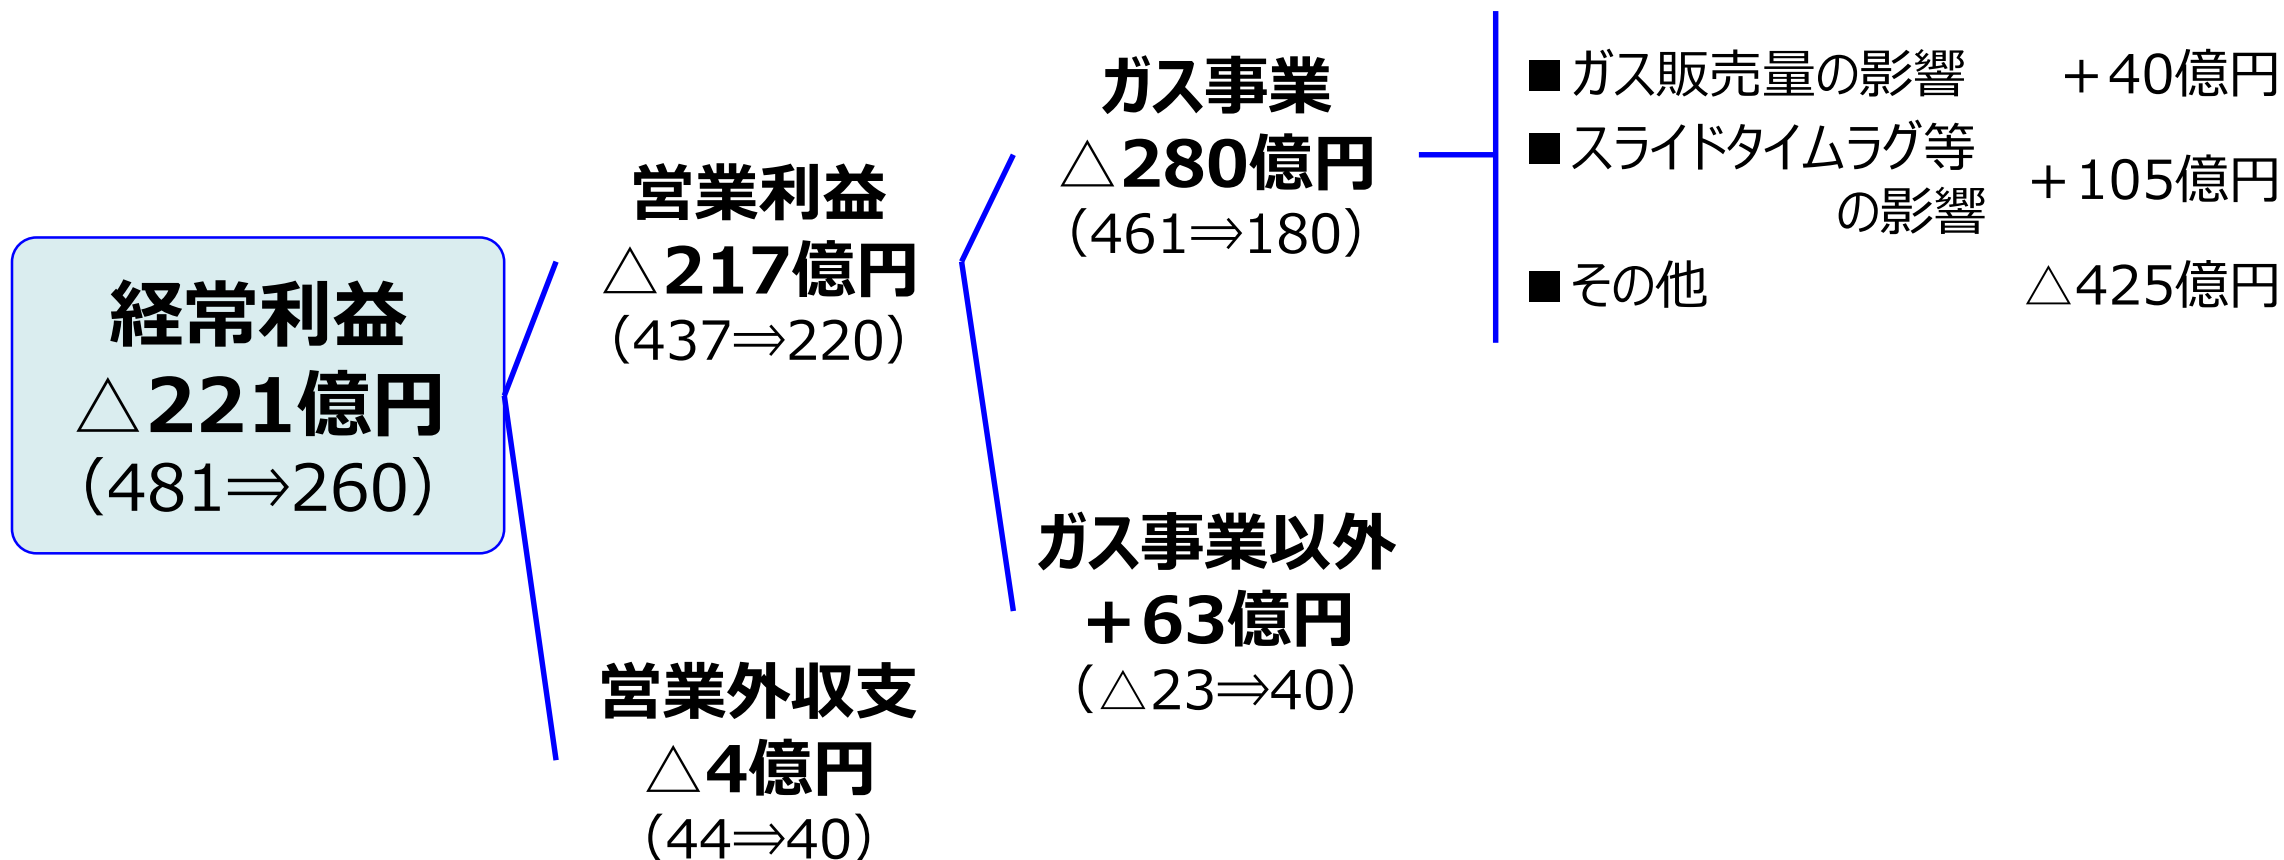 経常利益
△221億円
（481⇒260）
営業利益
△217億円
（437⇒220）
営業外収支
△4億円
（44⇒40）
ガス事業
△280億円
（461⇒180）
ガス事業以外
＋63億円
（△23⇒40）
■ガス販売量の影響 ＋40億円
■スライドタイムラグ等
の影響 ＋105億円
■その他 △425億円